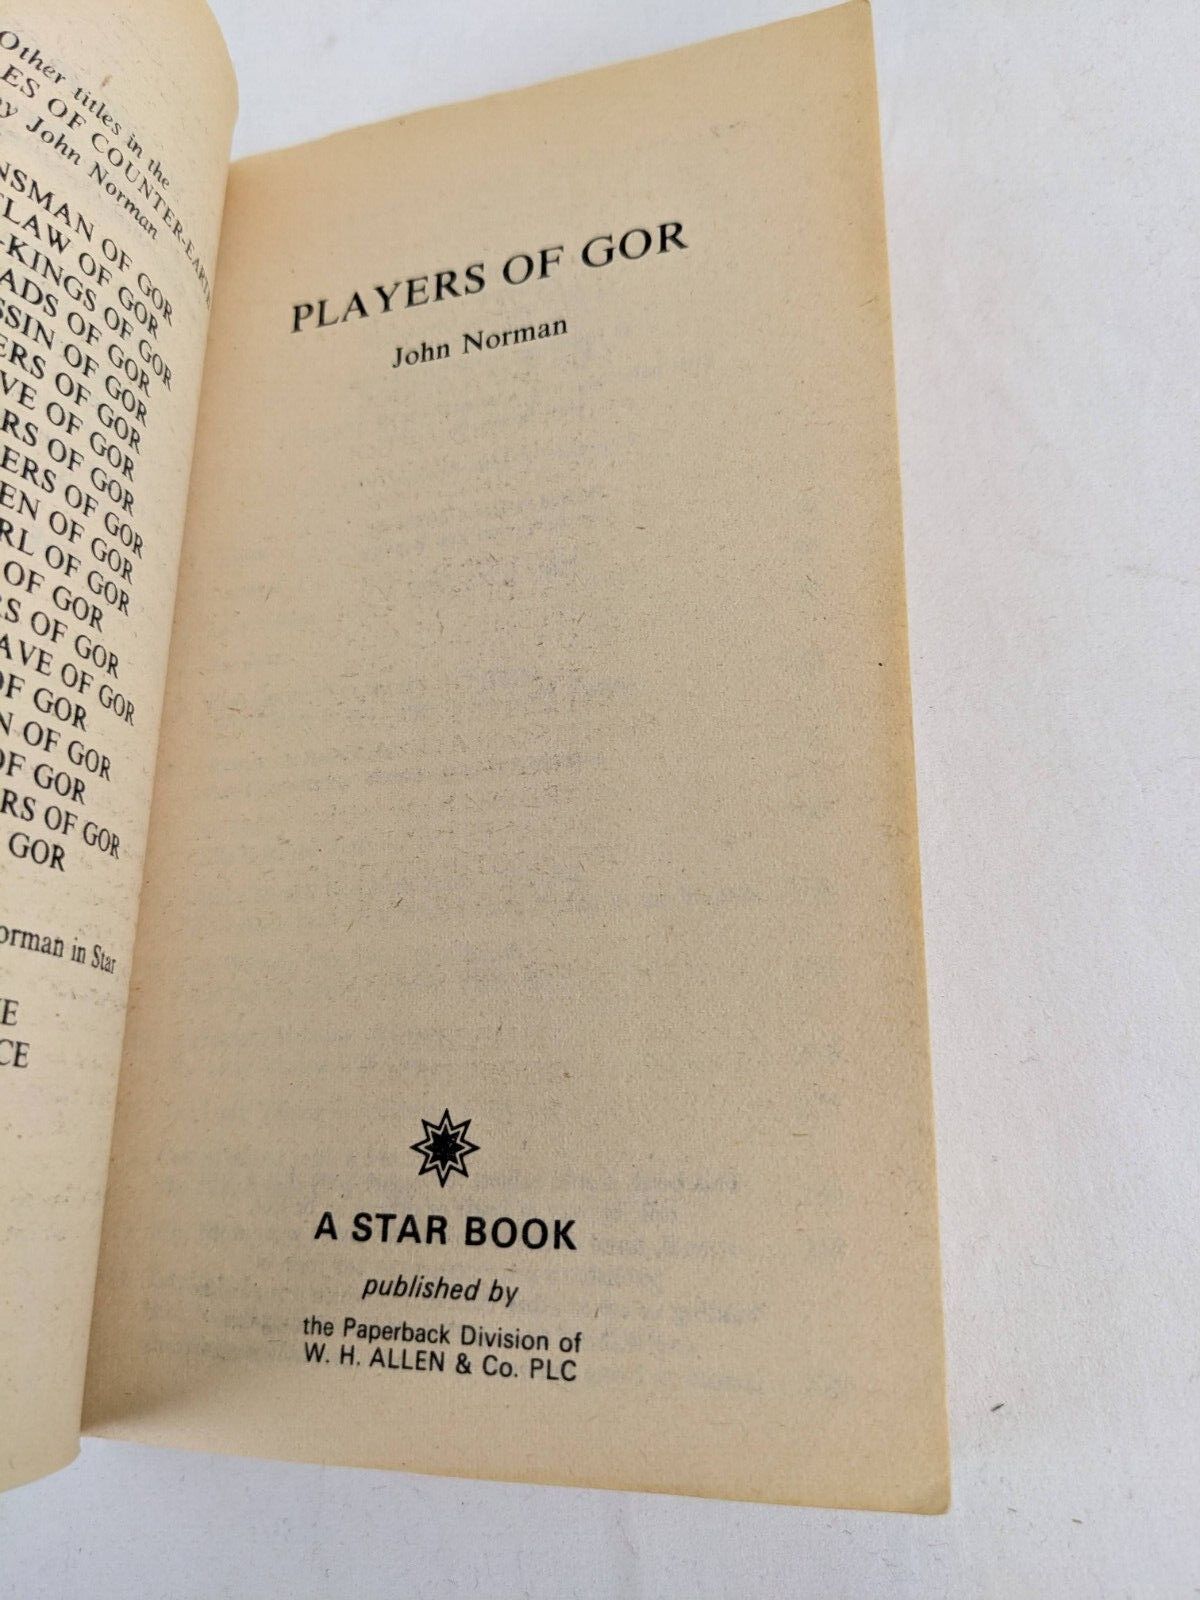 Other titles in the
ES OF COUNTER-EARTH
by John Norman
NSMAN OF GOR
TLAW OF GOR
-KINGS OF GOR
ADS OF GOR
SSIN OF GOR
ERS OF GOR
VE OF GOR
RS OF GOR
ERS OF GOR
EN OF GOR
RL OF GOR
OF GOR
RS OF GOR
AVE OF GOR
OF GOR
N OF GOR
OF GOR
RS OF GOR
GOR
orman in Star
E
CE
PLAYERS OF GOR
John Norman
A STAR BOOK
published by
the Paperback Division of
W. H. ALLEN & Co. PLC